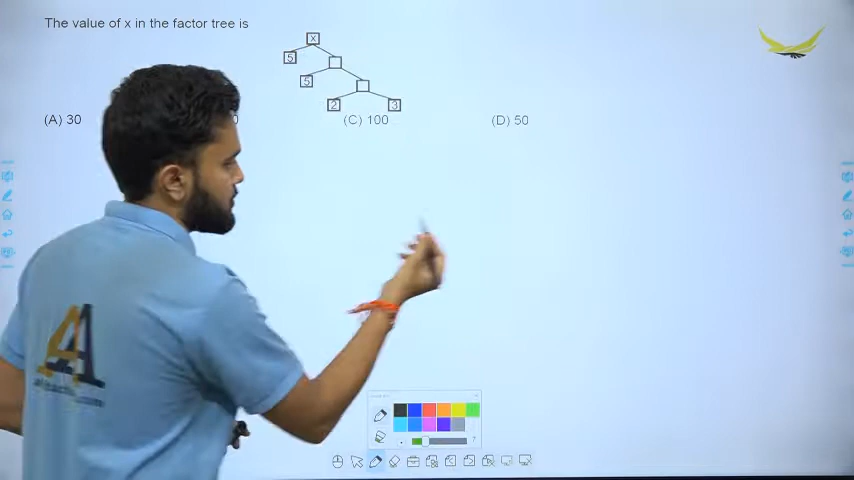 The value of x in the factor tree is
x
5
5
2 3
(A) 30 (C) 100 (D) 50